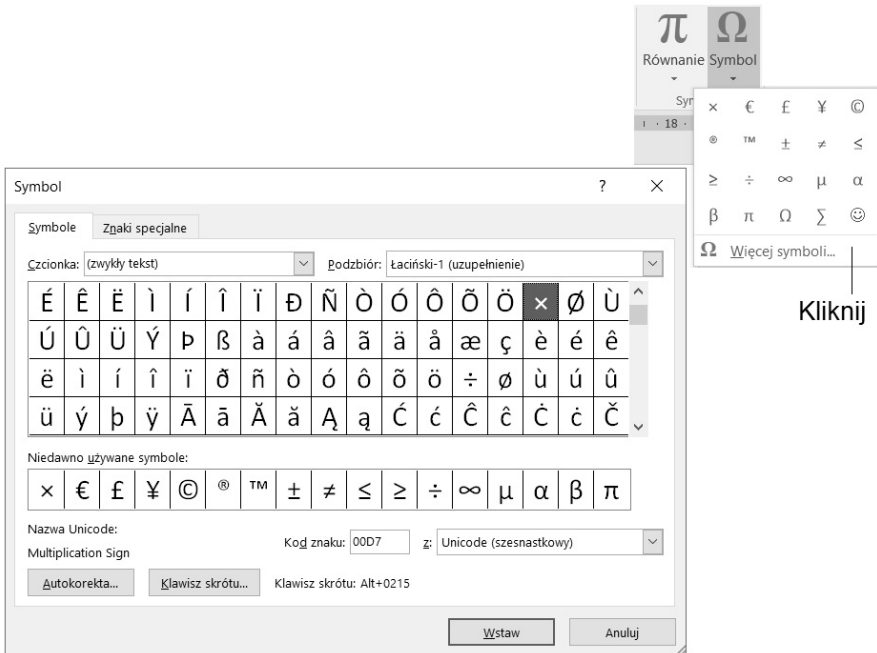 π Ω
Równanie Symbol
Syr
18
× € £ ¥ ©
® ™ ± ≠ ≤
≥ ÷ ∞ µ α
β π Ω ∑ ☺
Ω Więcej symboli...
Kliknij
Symbol ? ×
Symbole Znaki specjalne
Czcionka: (zwykły tekst) Podzbiór: Łaciński-1 (uzupełnienie)
É Ê Ë Ì Í Î Ï Đ Ñ Ò Ó Ô Õ Ö × Ø Ù
Ú Û Ü Ý Þ ß à á â ã ä å æ ç è é ê
ë ì í î ï ð ñ ò ó ô õ ö ÷ ø ù ú û
ü ý þ ÿ Ā ā Ă ă Ą ą Ć ć Ĉ ĉ Ċ ċ Č
Niedawno używane symbole:
× € £ ¥ © ® ™ ± ≠ ≤ ≥ ÷ ∞ µ α β π
Nazwa Unicode:
Multiplication Sign
Kod znaku: 00D7 z: Unicode (szesnastkowy)
Autokorekta... Klawisz skrótu... Klawisz skrótu: Alt+0215
Wstaw Anuluj